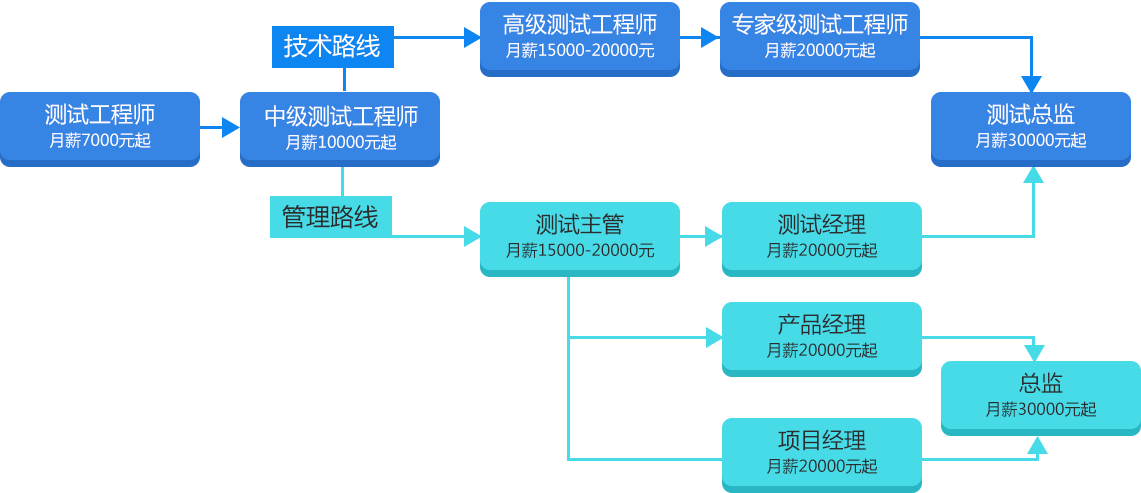 技术路线
高级测试工程师
月薪15000-20000元
专家级测试工程师
月薪20000元起
测试工程师
月薪7000元起
中级测试工程师
月薪10000元起
测试总监
月薪30000元起
管理路线
测试主管
月薪15000-20000元
测试经理
月薪20000元起
产品经理
月薪20000元起
总监
月薪30000元起
项目经理
月薪20000元起